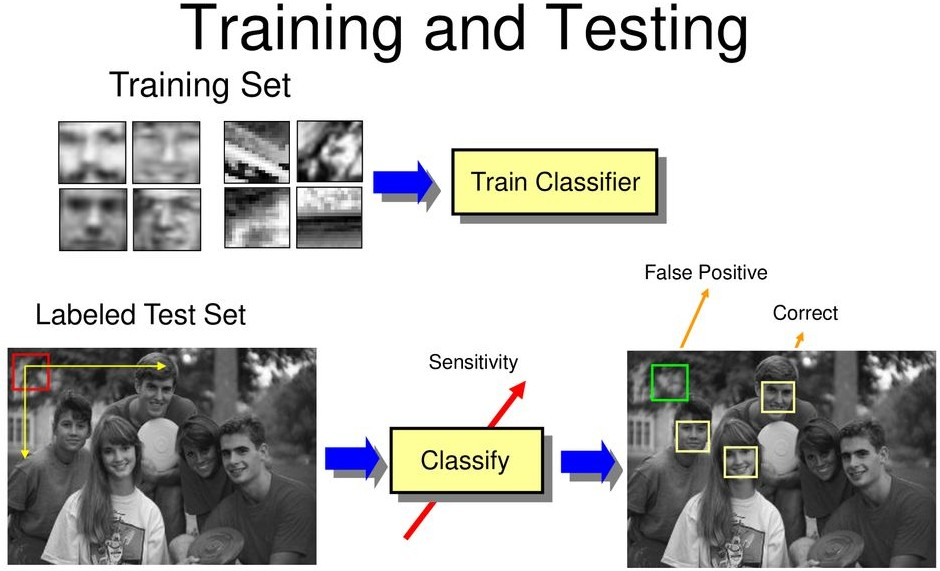 Training and Testing
Training Set
Train Classifier
False Positive
Correct
Labeled Test Set
Sensitivity
Classify